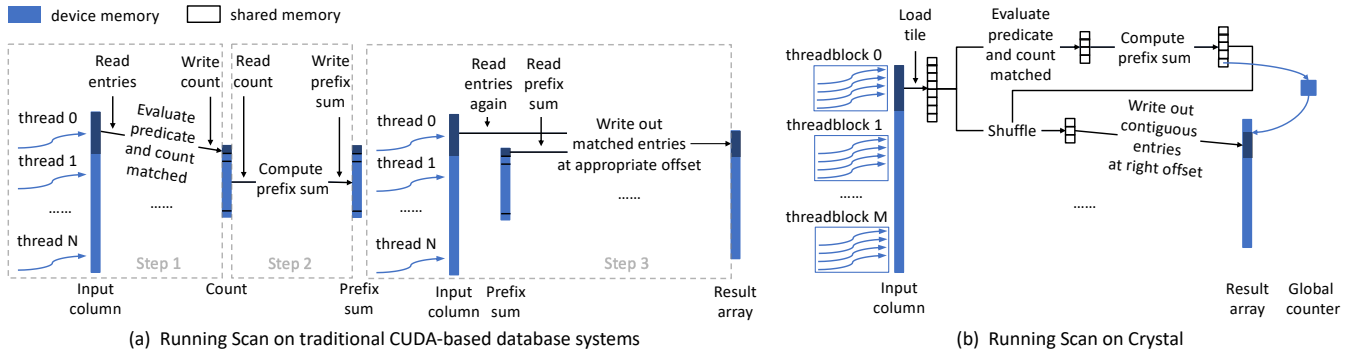 device memory
shared memory
Read
entries
Write
count
Read
count
Write
prefix
sum
Evaluate
predicate
and count
matched
thread 0
thread 1
......
thread N
......
Compute
prefix sum
Step 1
Step 2
Input
column
Count
Prefix
sum
Read
entries
again
Read
prefix
sum
thread 0
thread 1
......
thread N
Write out
matched entries
at appropriate offset
......
Step 3
Input
column
Prefix
sum
Result
array
(a) Running Scan on traditional CUDA-based database systems
Load
tile
threadblock 0
threadblock 1
......
threadblock M
Evaluate
predicate
and count
matched
Compute
prefix sum
Shuffle
Write out
contiguous
entries
at right offset
......
Input
column
Result
array
Global
counter
(b) Running Scan on Crystal